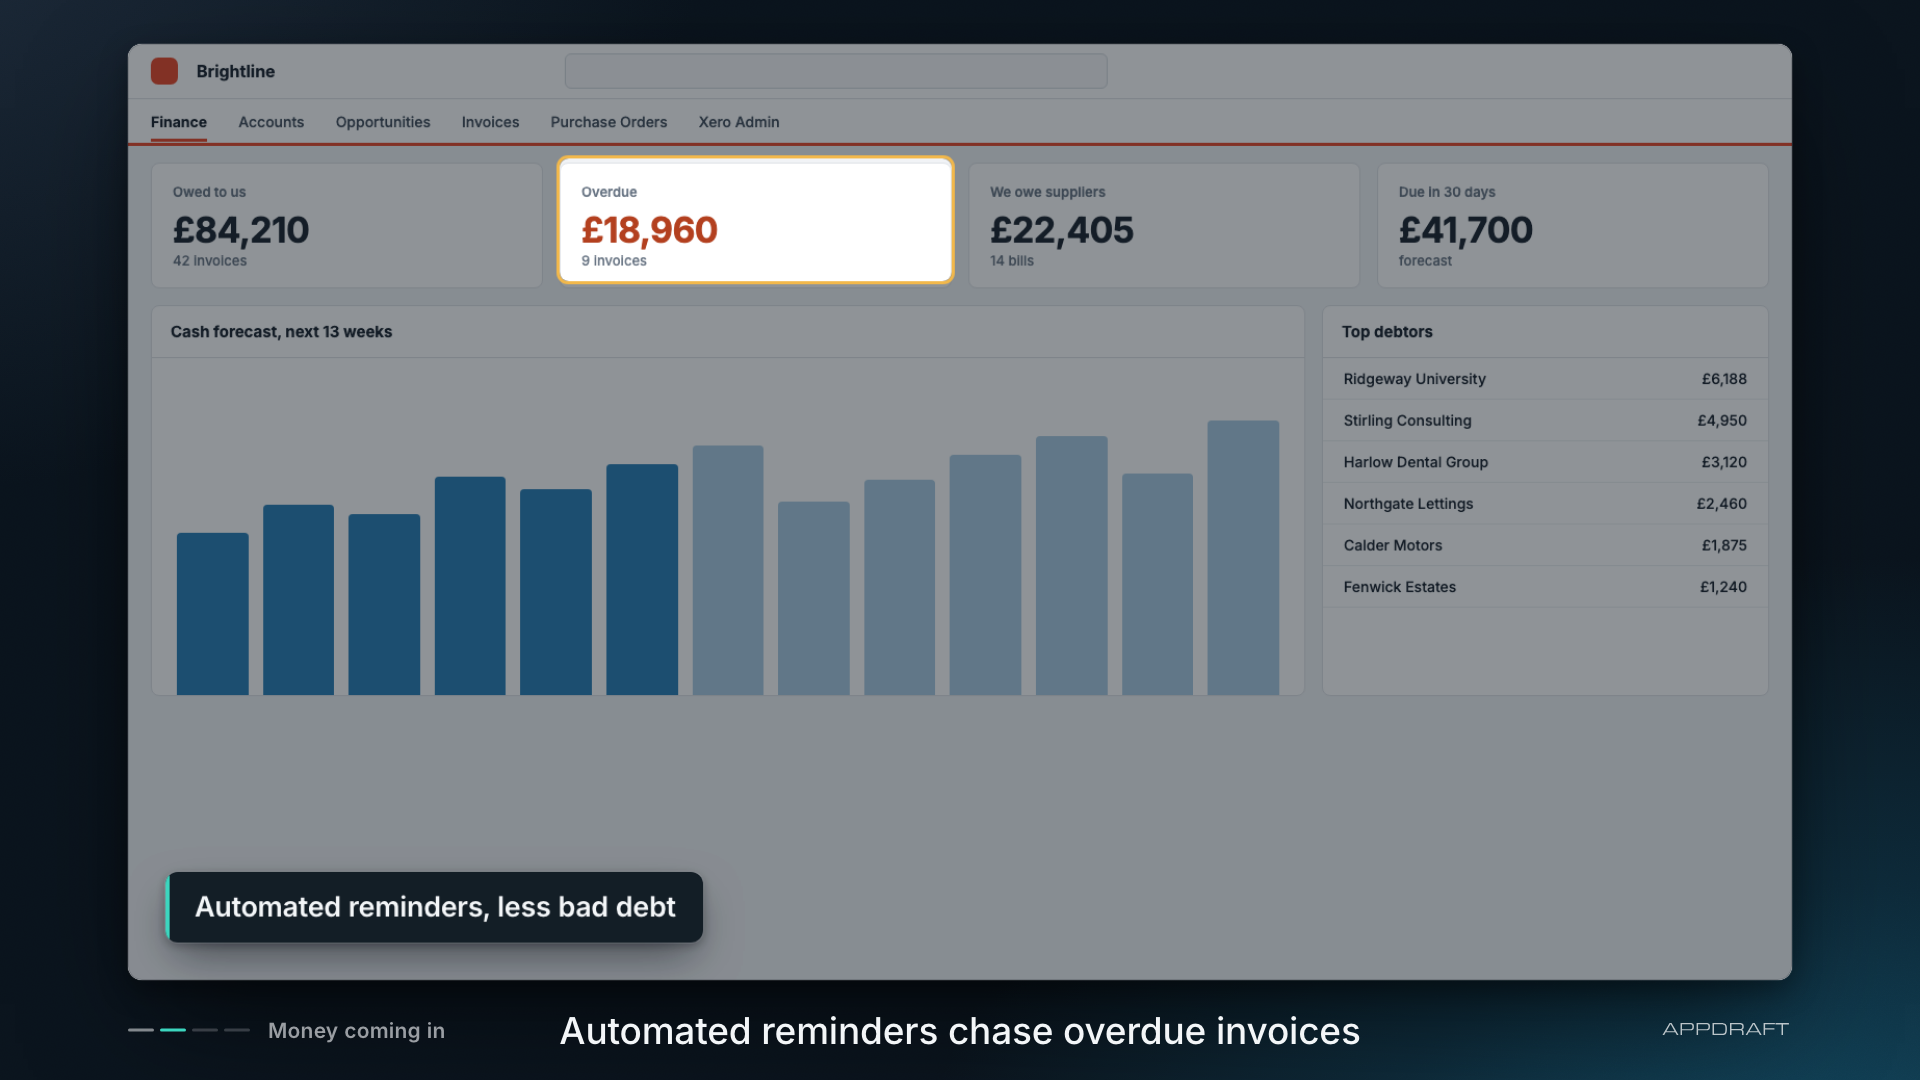 Brightline
Finance Accounts Opportunities Invoices Purchase Orders Xero Admin
Owed to us
£84,210
42 invoices
Overdue
£18,960
9 invoices
We owe suppliers
£22,405
14 bills
Due in 30 days
£41,700
forecast
Cash forecast, next 13 weeks
Top debtors
Ridgeway University £6,188
Stirling Consulting £4,950
Harlow Dental Group £3,120
Northgate Lettings £2,460
Calder Motors £1,875
Fenwick Estates £1,240
Automated reminders, less bad debt
Money coming in
Automated reminders chase overdue invoices
APPDRAFT